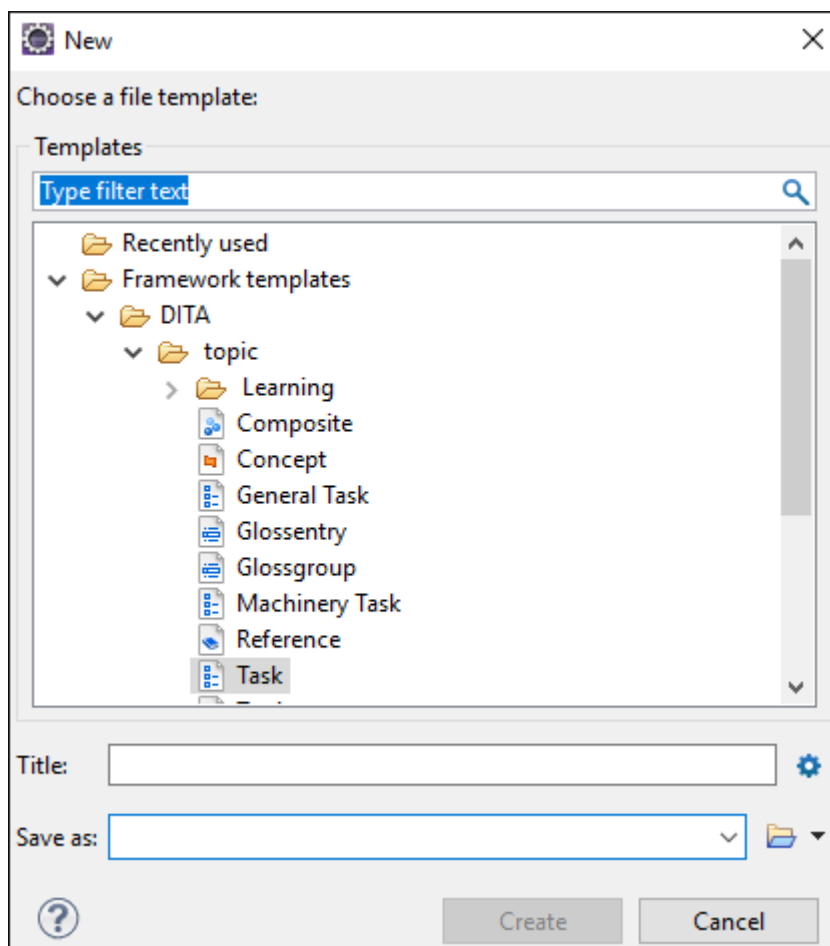 New
Choose a file template:
Templates
Type filter text
Recently used
Framework templates
DITA
topic
Learning
Composite
Concept
General Task
Glossentry
Glossgroup
Machinery Task
Reference
Task
Title:
Save as:
Create
Cancel